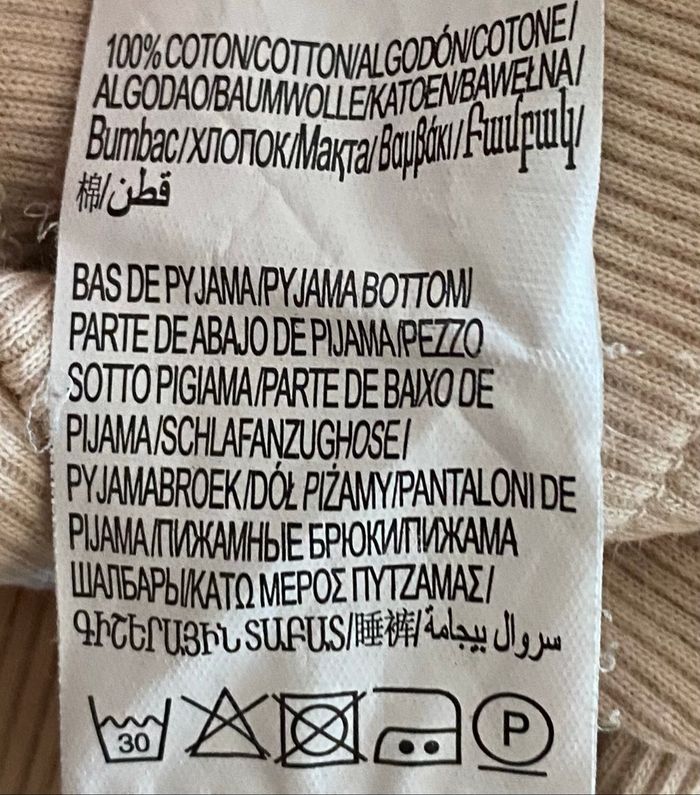 100% COTON/COTTON/ALGODÓN/COTONE/
ALGODAO/BAUMWOLLE/KATOEN/BAWEŁNA/
Bumbac/ХЛОПОК/Мақта/Βαμβάκι/Բամբակ/
棉/قطن
BAS DE PYJAMA/PYJAMA BOTTOM/
PARTE DE ABAJO DE PIJAMA/PEZZO
SOTTO PIGIAMA/PARTE DE BAIXO DE
PIJAMA/SCHLAFANZUGHOSE/
PYJAMABROEK/DÓŁ PIŻAMY/PANTALONI DE
PIJAMA/ПИЖАМНЫЕ БРЮКИ/ПИЖАМА
ШАЛБАРЫ/ΚΑΤΩ ΜΕΡΟΣ ΠΥΤΖΑΜΑΣ/
ԳԻՇԵՐԱՅԻՆ ՏԱԲԱՏ/睡裤/سروال بيجامة
30 P